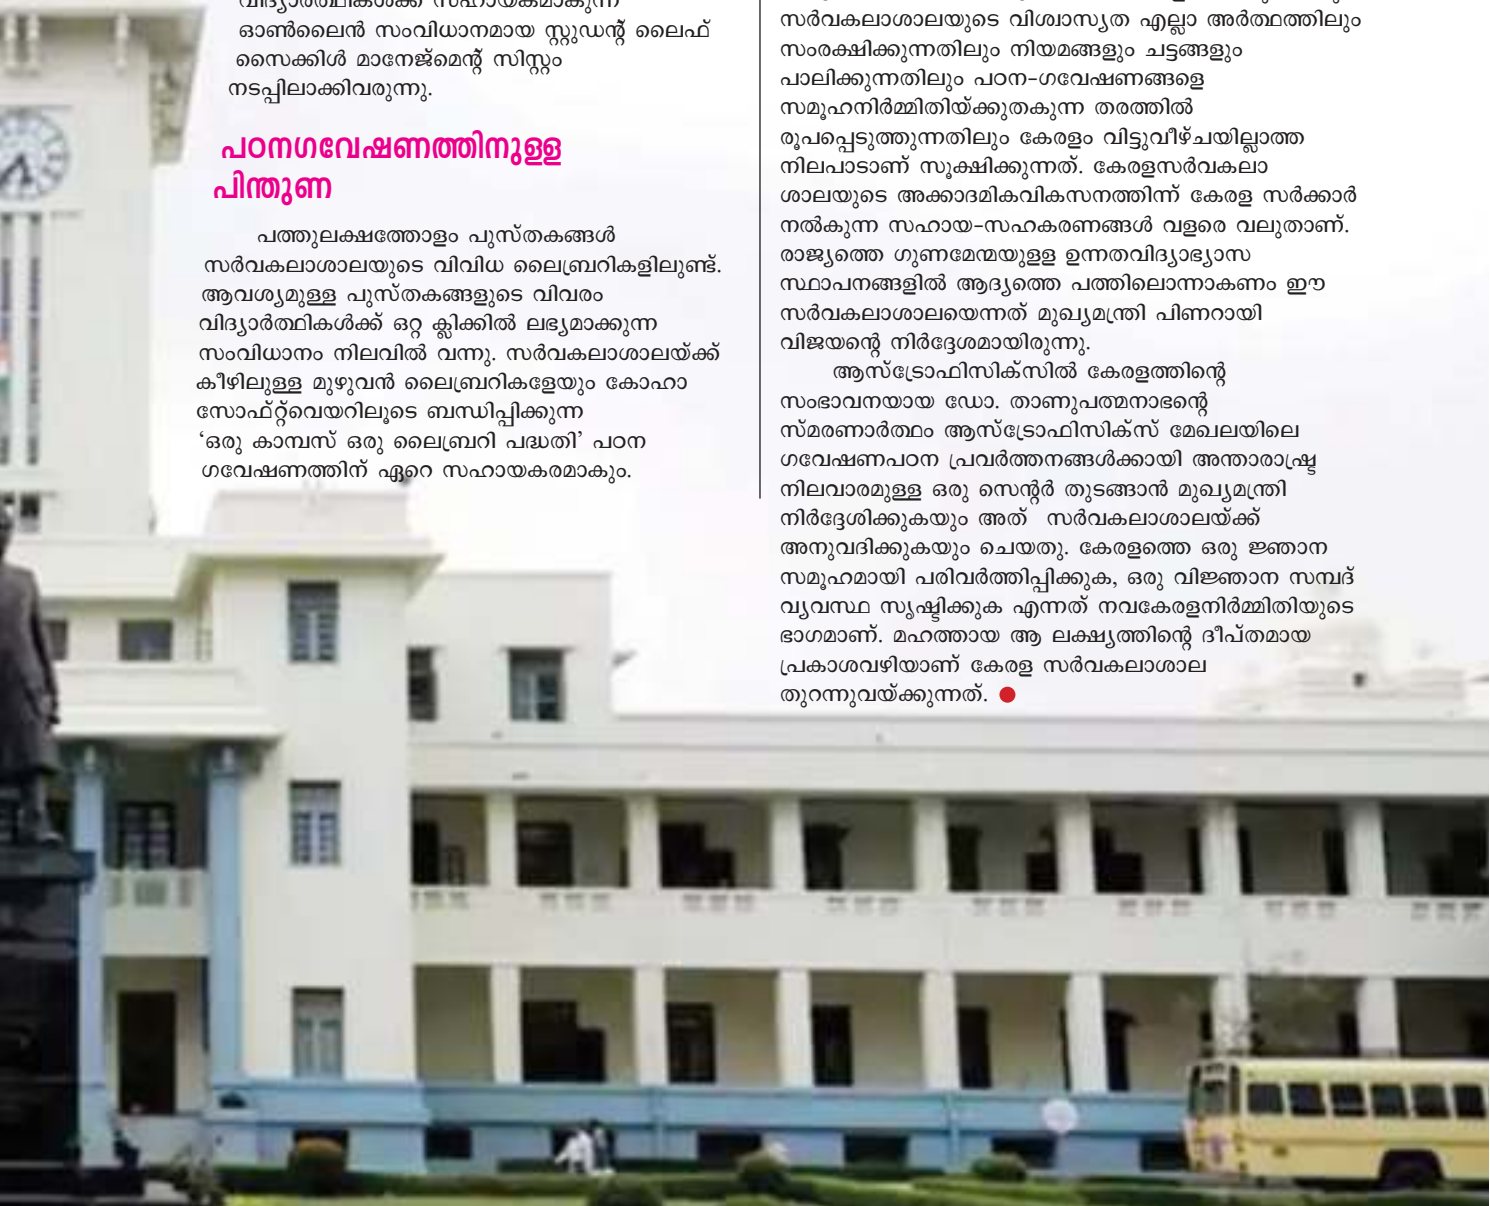 വിദ്യാർത്ഥികൾക്ക് സഹായകമാകുന്ന
ഓൺലൈൻ സംവിധാനമായ സ്റ്റുഡന്റ് ലൈഫ്
സൈക്കിൾ മാനേജ്മെന്റ് സിസ്റ്റം
നടപ്പിലാക്കിവരുന്നു.
പഠനഗവേഷണത്തിനുള്ള
പിന്തുണ
പത്തുലക്ഷത്തോളം പുസ്തകങ്ങൾ
സർവകലാശാലയുടെ വിവിധ ലൈബ്രറികളിലുണ്ട്.
ആവശ്യമുള്ള പുസ്തകങ്ങളുടെ വിവരം
വിദ്യാർത്ഥികൾക്ക് ഒറ്റ ക്ലിക്കിൽ ലഭ്യമാക്കുന്ന
സംവിധാനം നിലവിൽ വന്നു. സർവകലാശാലയ്ക്ക്
കീഴിലുള്ള മുഴുവൻ ലൈബ്രറികളേയും കോഹാ
സോഫ്റ്റ്‌വെയറിലൂടെ ബന്ധിപ്പിക്കുന്ന
‘ഒരു കാമ്പസ് ഒരു ലൈബ്രറി പദ്ധതി’ പഠന
ഗവേഷണത്തിന് ഏറെ സഹായകരമാകും.
സർവകലാശാലയുടെ വിശ്വാസ്യത എല്ലാ അർത്ഥത്തിലും
സംരക്ഷിക്കുന്നതിലും നിയമങ്ങളും ചട്ടങ്ങളും
പാലിക്കുന്നതിലും പഠന-ഗവേഷണങ്ങളെ
സമൂഹനിർമ്മിതിയ്ക്കുതകുന്ന തരത്തിൽ
രൂപപ്പെടുത്തുന്നതിലും കേരളം വിട്ടുവീഴ്ചയില്ലാത്ത
നിലപാടാണ് സൂക്ഷിക്കുന്നത്. കേരളസർവകലാ
ശാലയുടെ അക്കാദമികവികസനത്തിന് കേരള സർക്കാർ
നൽകുന്ന സഹായ-സഹകരണങ്ങൾ വളരെ വലുതാണ്.
രാജ്യത്തെ ഗുണമേന്മയുളള ഉന്നതവിദ്യാഭ്യാസ
സ്ഥാപനങ്ങളിൽ ആദ്യത്തെ പത്തിലൊന്നാകണം ഈ
സർവകലാശാലയെന്നത് മുഖ്യമന്ത്രി പിണറായി
വിജയന്റെ നിർദ്ദേശമായിരുന്നു.
ആസ്ട്രോഫിസിക്സിൽ കേരളത്തിന്റെ
സംഭാവനയായ ഡോ. താണുപത്മനാഭന്റെ
സ്മരണാർത്ഥം ആസ്ട്രോഫിസിക്സ് മേഖലയിലെ
ഗവേഷണപഠന പ്രവർത്തനങ്ങൾക്കായി അന്താരാഷ്ട്ര
നിലവാരമുള്ള ഒരു സെന്റർ തുടങ്ങാൻ മുഖ്യമന്ത്രി
നിർദ്ദേശിക്കുകയും അത് സർവകലാശാലയ്ക്ക്
അനുവദിക്കുകയും ചെയതു. കേരളത്തെ ഒരു ജ്ഞാന
സമൂഹമായി പരിവർത്തിപ്പിക്കുക, ഒരു വിജ്ഞാന സമ്പദ്
വ്യവസ്ഥ സൃഷ്ടിക്കുക എന്നത് നവകേരളനിർമ്മിതിയുടെ
ഭാഗമാണ്. മഹത്തായ ആ ലക്ഷ്യത്തിന്റെ ദീപ്തമായ
പ്രകാശവഴിയാണ് കേരള സർവകലാശാല
തുറന്നുവയ്ക്കുന്നത്.